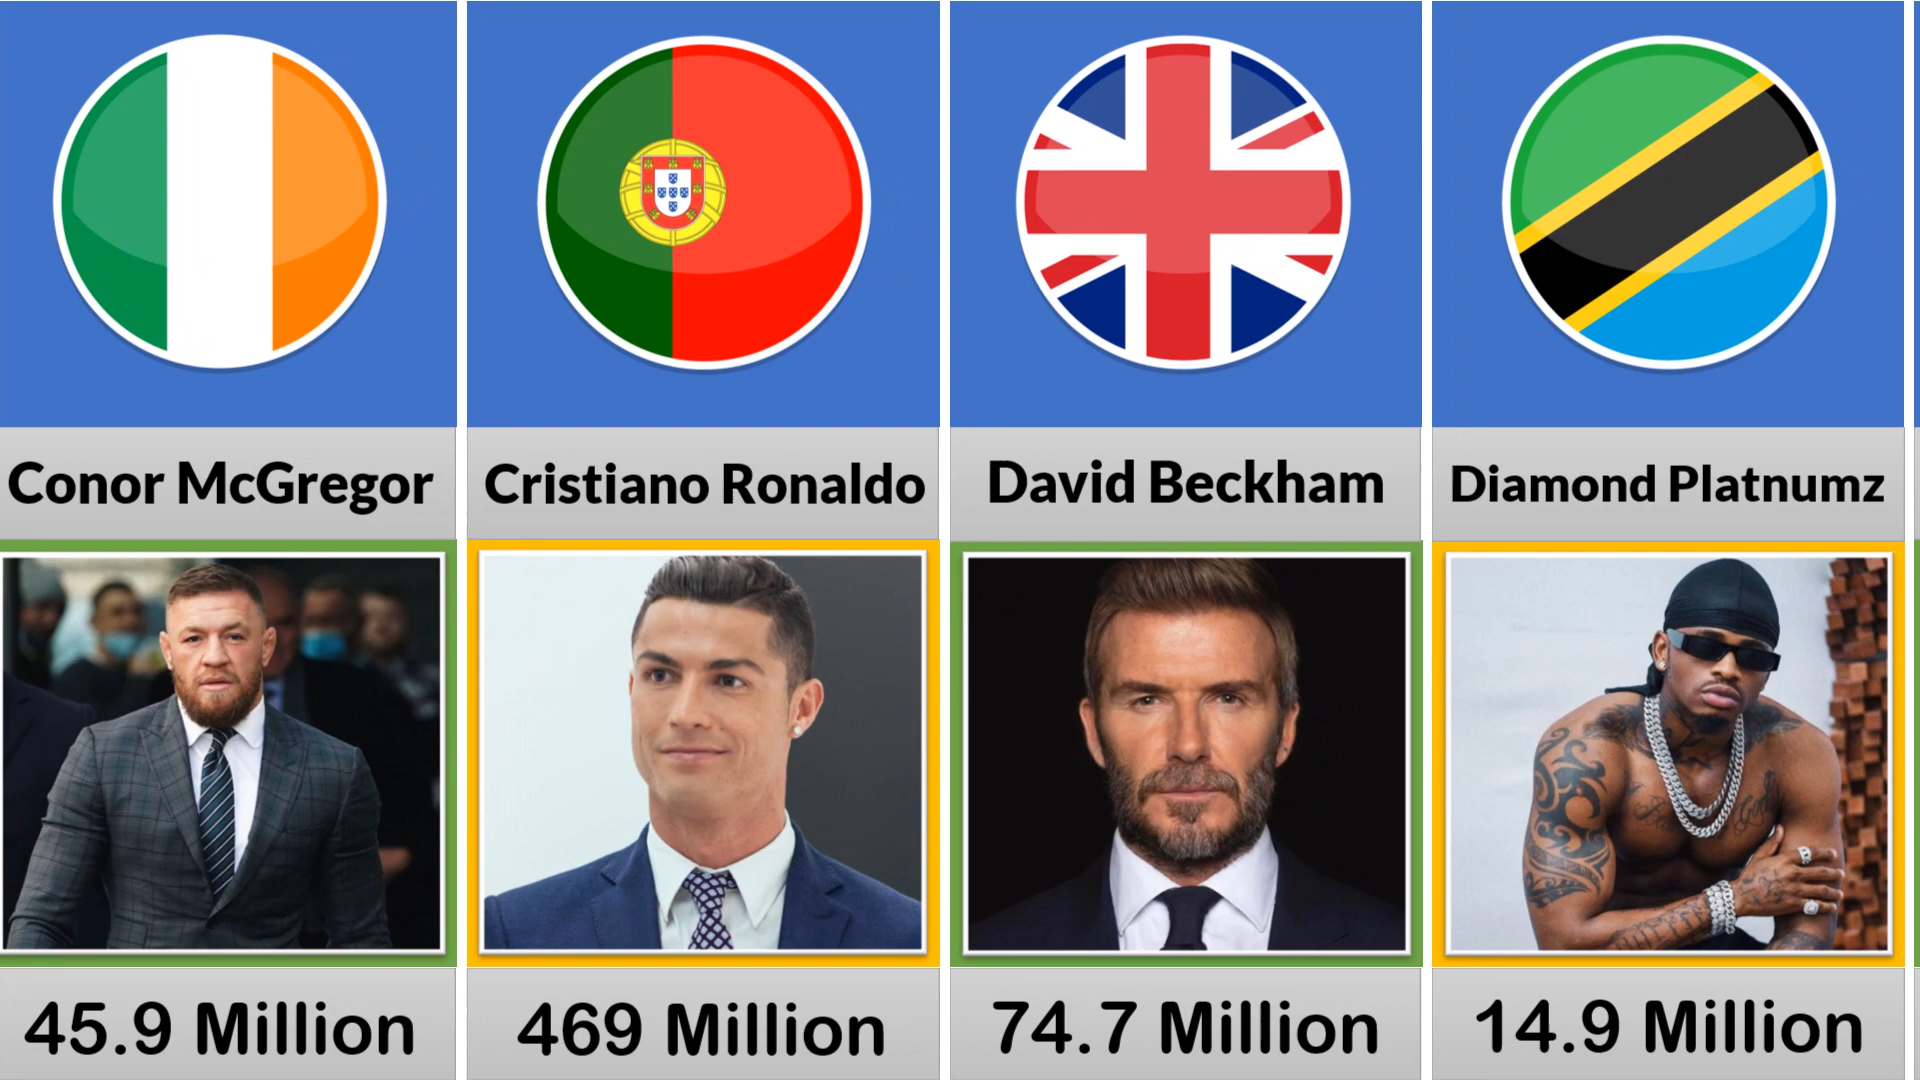 Conor McGregor
Cristiano Ronaldo
David Beckham
Diamond Platnumz
45.9 Million
469 Million
74.7 Million
14.9 Million